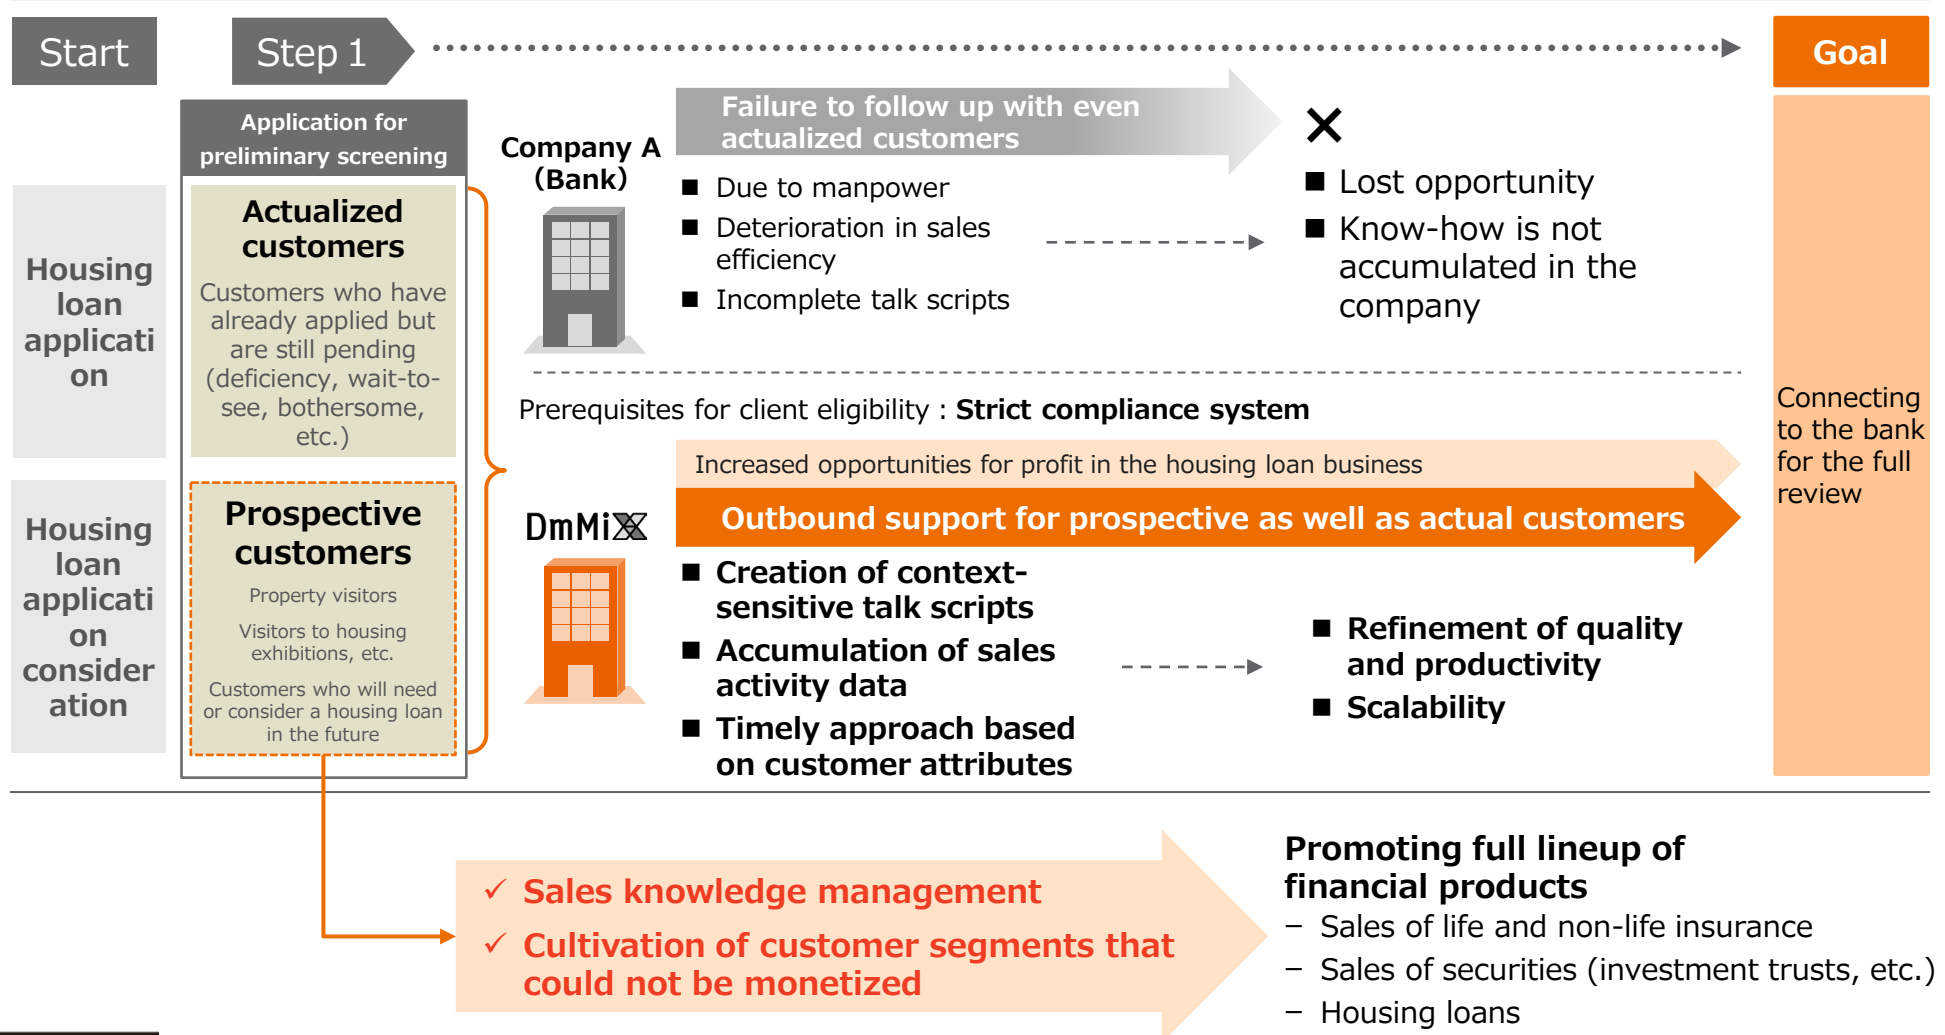 Start
Step 1
Goal
Application for
preliminary screening
Housing
loan
applicati
on
Actualized
customers
Customers who have
already applied but
are still pending
(deficiency, wait-to-
see, bothersome,
etc.)
Housing
loan
applicati
on
consider
ation
Prospective
customers
Property visitors
Visitors to housing
exhibitions, etc.
Customers who will need
or consider a housing loan
in the future
Company A
（Bank）
Failure to follow up with even
actualized customers
■ Due to manpower
■ Deterioration in sales
efficiency
■ Incomplete talk scripts
×
■ Lost opportunity
■ Know-how is not
accumulated in the
company
Prerequisites for client eligibility : Strict compliance system
Increased opportunities for profit in the housing loan business
DmMiX
Outbound support for prospective as well as actual customers
■ Creation of context-
sensitive talk scripts
■ Accumulation of sales
activity data
■ Timely approach based
on customer attributes
■ Refinement of quality
and productivity
■ Scalability
Connecting
to the bank
for the full
review
✓ Sales knowledge management
✓ Cultivation of customer segments that
could not be monetized
Promoting full lineup of
financial products
– Sales of life and non-life insurance
– Sales of securities (investment trusts, etc.)
– Housing loans